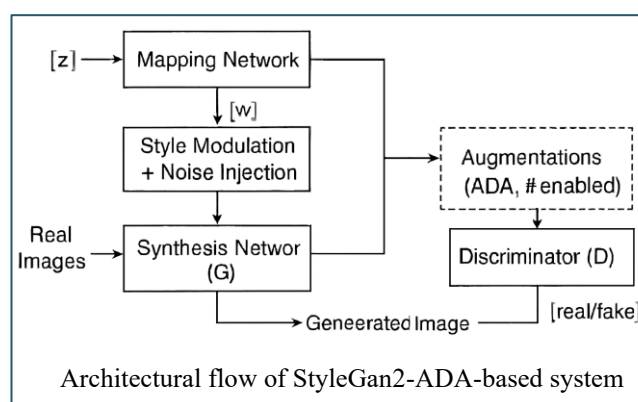 [z]
Mapping Network
[w]
Style Modulation
+ Noise Injection
Augmentations
(ADA, # enabled)
Real
Images
Synthesis Networ
(G)
Discriminator (D)
[real/fake]
Geneerated Image
Architectural flow of StyleGan2-ADA-based system